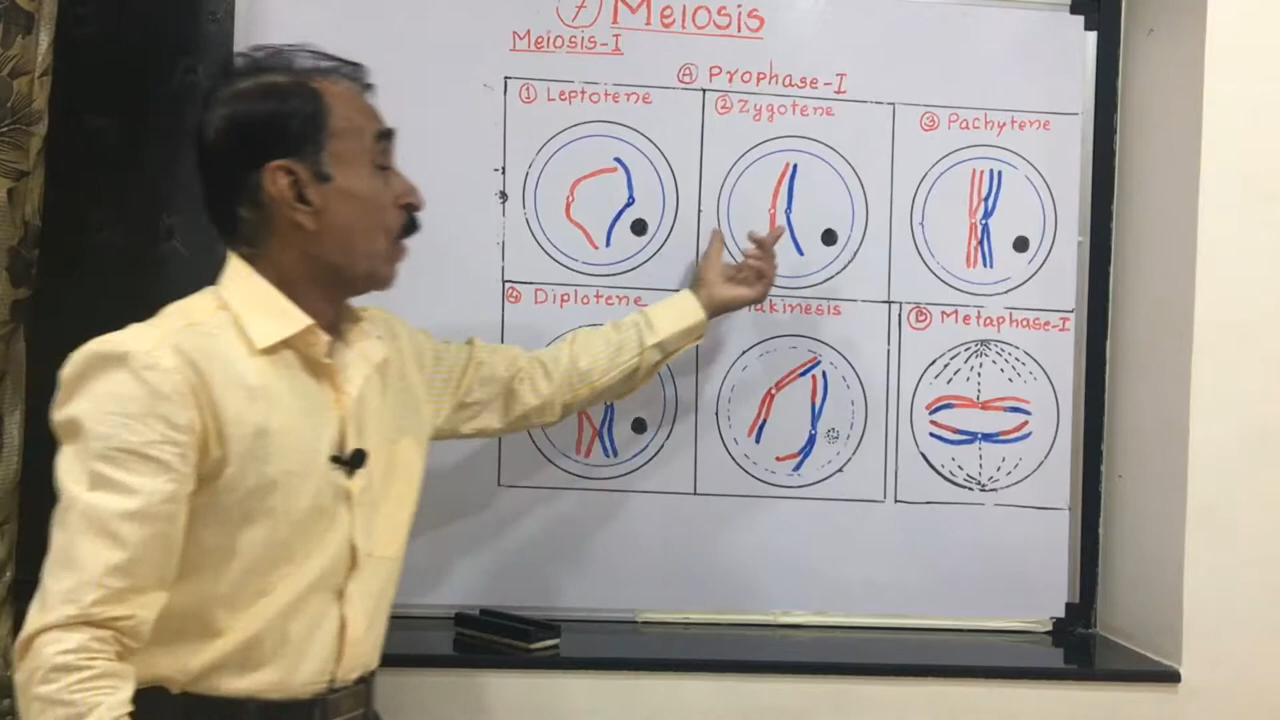 ⑦ Meiosis
Meiosis-I
Ⓐ Prophase-I
① Leptotene
② Zygotene
③ Pachytene
④ Diplotene
Ⓑ Metaphase-I